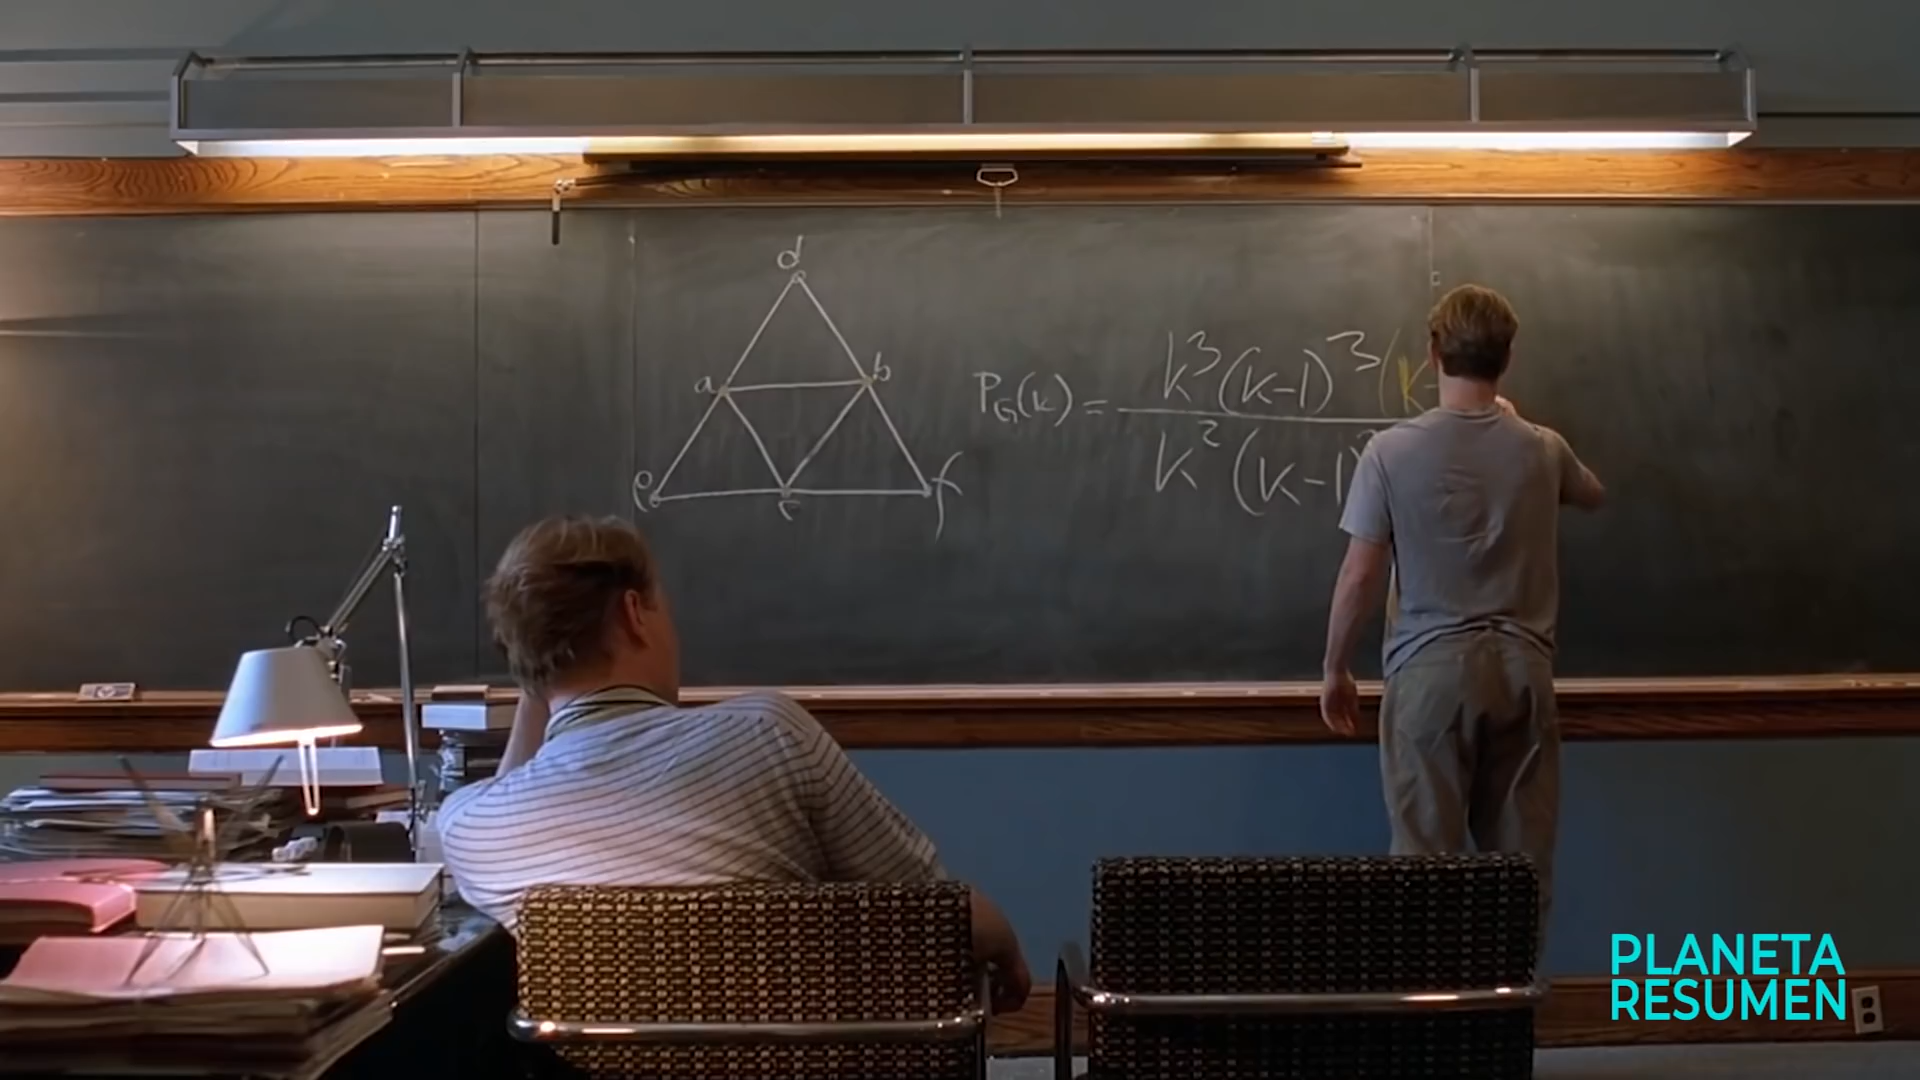 d
a b
e c f
P_G(k) = k^3(k-1)^3(k-
k^2(k-1)
PLANETA
RESUMEN